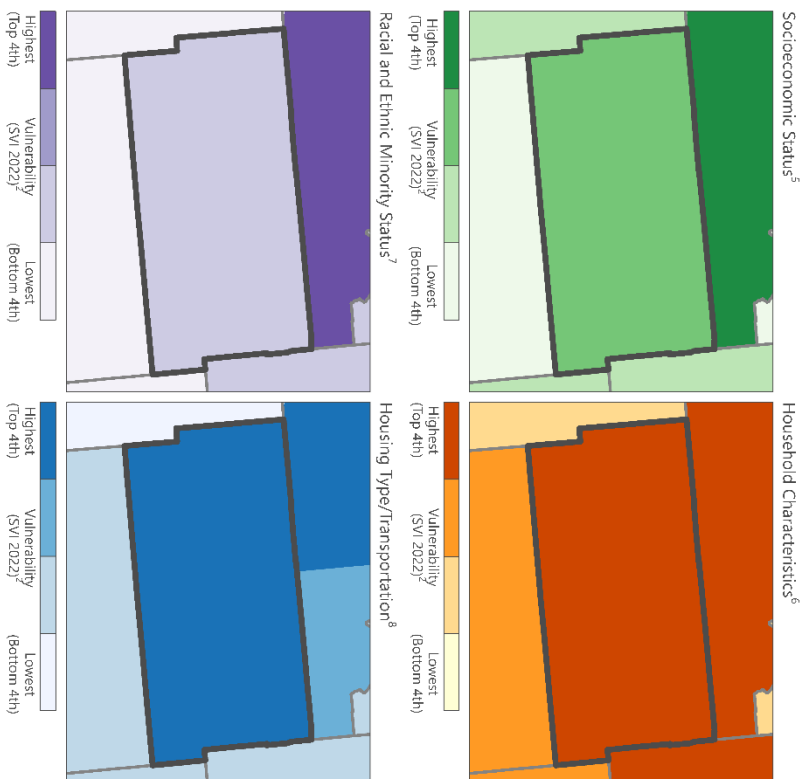 Socioeconomic Status5
Highest
(Top 4th)
Vulnerability
(SVI 2022)2
Lowest
(Bottom 4th)
Household Characteristics6
Highest
(Top 4th)
Vulnerability
(SVI 2022)2
Lowest
(Bottom 4th)
Racial and Ethnic Minority Status7
Highest
(Top 4th)
Vulnerability
(SVI 2022)2
Lowest
(Bottom 4th)
Housing Type/Transportation8
Highest
(Top 4th)
Vulnerability
(SVI 2022)2
Lowest
(Bottom 4th)